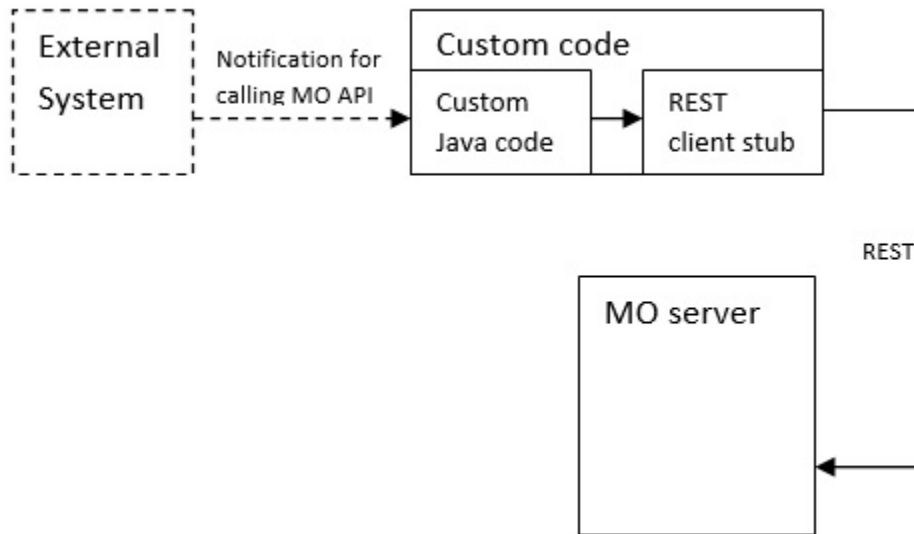 External
System
Notification for
calling MO API
Custom code
Custom
Java code
REST
client stub
REST
MO server